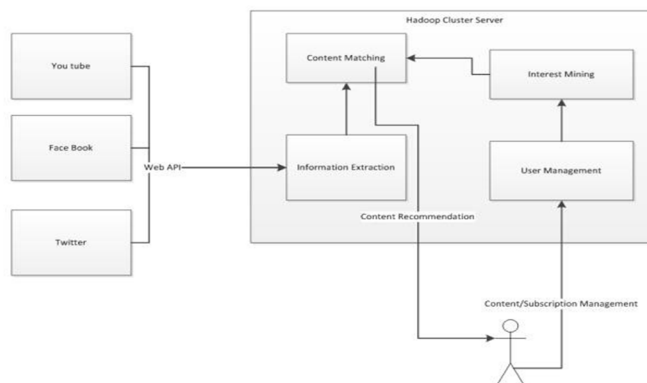 Hadoop Cluster Server
You tube
Content Matching
Interest Mining
Face Book
Web API
Information Extraction
User Management
Twitter
Content Recommendation
Content/Subscription Management